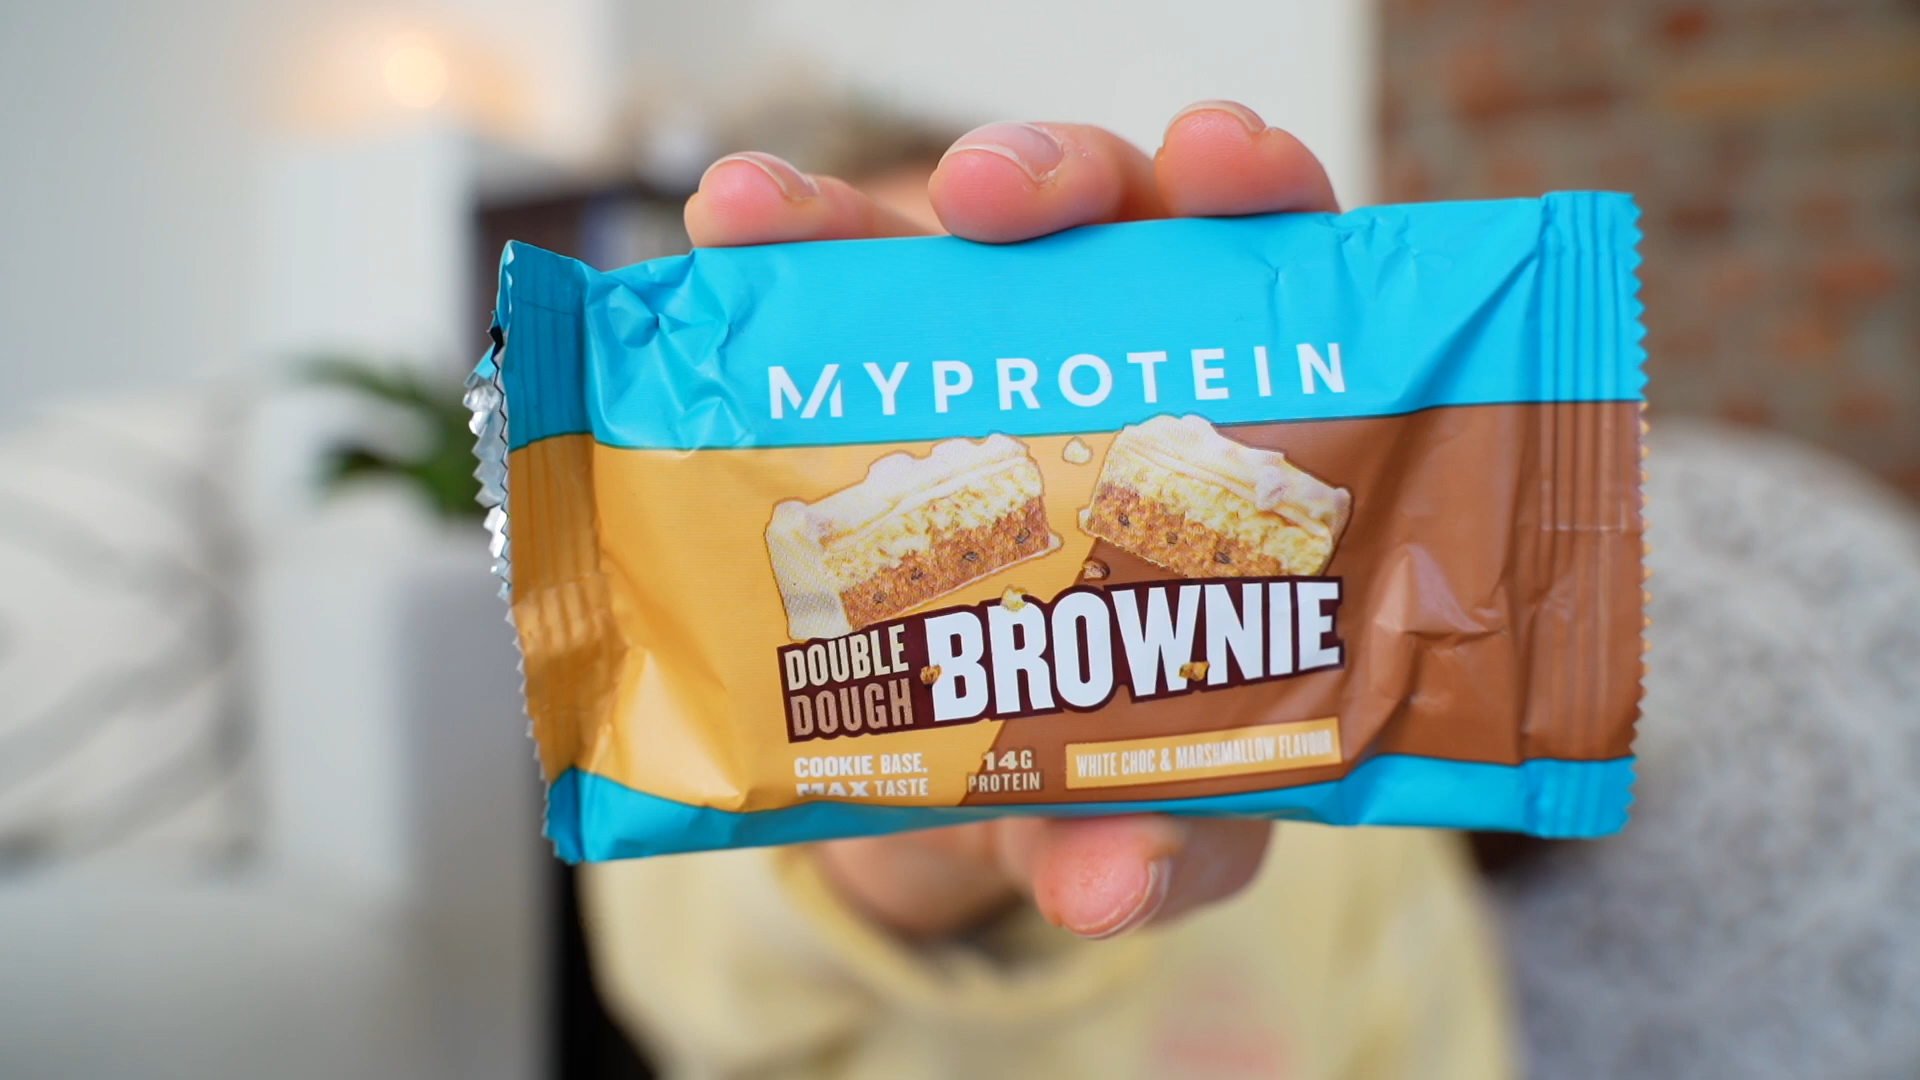 MYPROTEIN
DOUBLE
DOUGH
BROWNIE
COOKIE BASE.
MAX TASTE
14G
PROTEIN
WHITE CHOC & MARSHMALLOW FLAVOUR